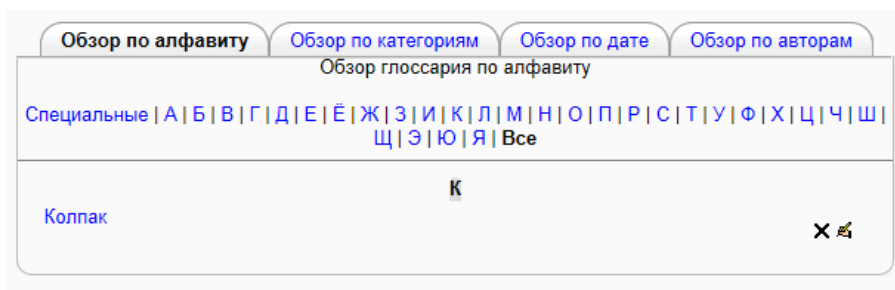 Обзор по алфавиту Обзор по категориям Обзор по дате Обзор по авторам
Обзор глоссария по алфавиту
Специальные | А | Б | В | Г | Д | Е | Ё | Ж | З | И | К | Л | М | Н | О | П | Р | С | Т | У | Ф | Х | Ц | Ч | Ш |
Щ | Э | Ю | Я | Все
К
Колпак